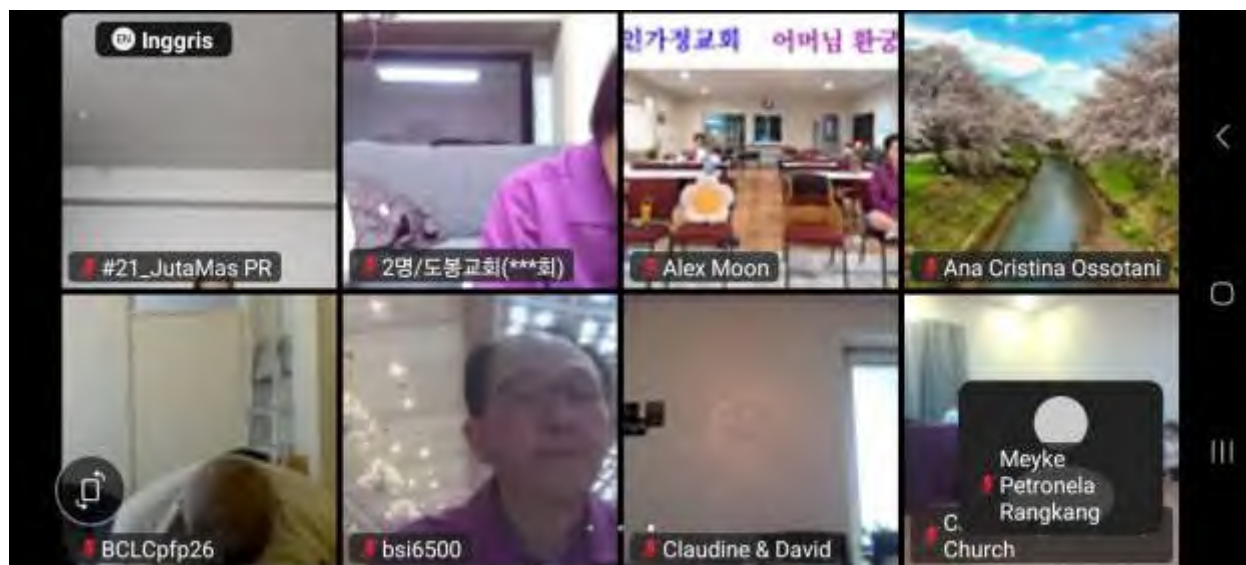 EN Inggris
인가정교회 어머님 환궁
#21_JutaMas PR
2명/도봉교회(***회)
Alex Moon
Ana Cristina Ossotani
BCLCpfp26
bsi6500
Claudine & David
Meyke
Petronela
Rangkang
C
Church